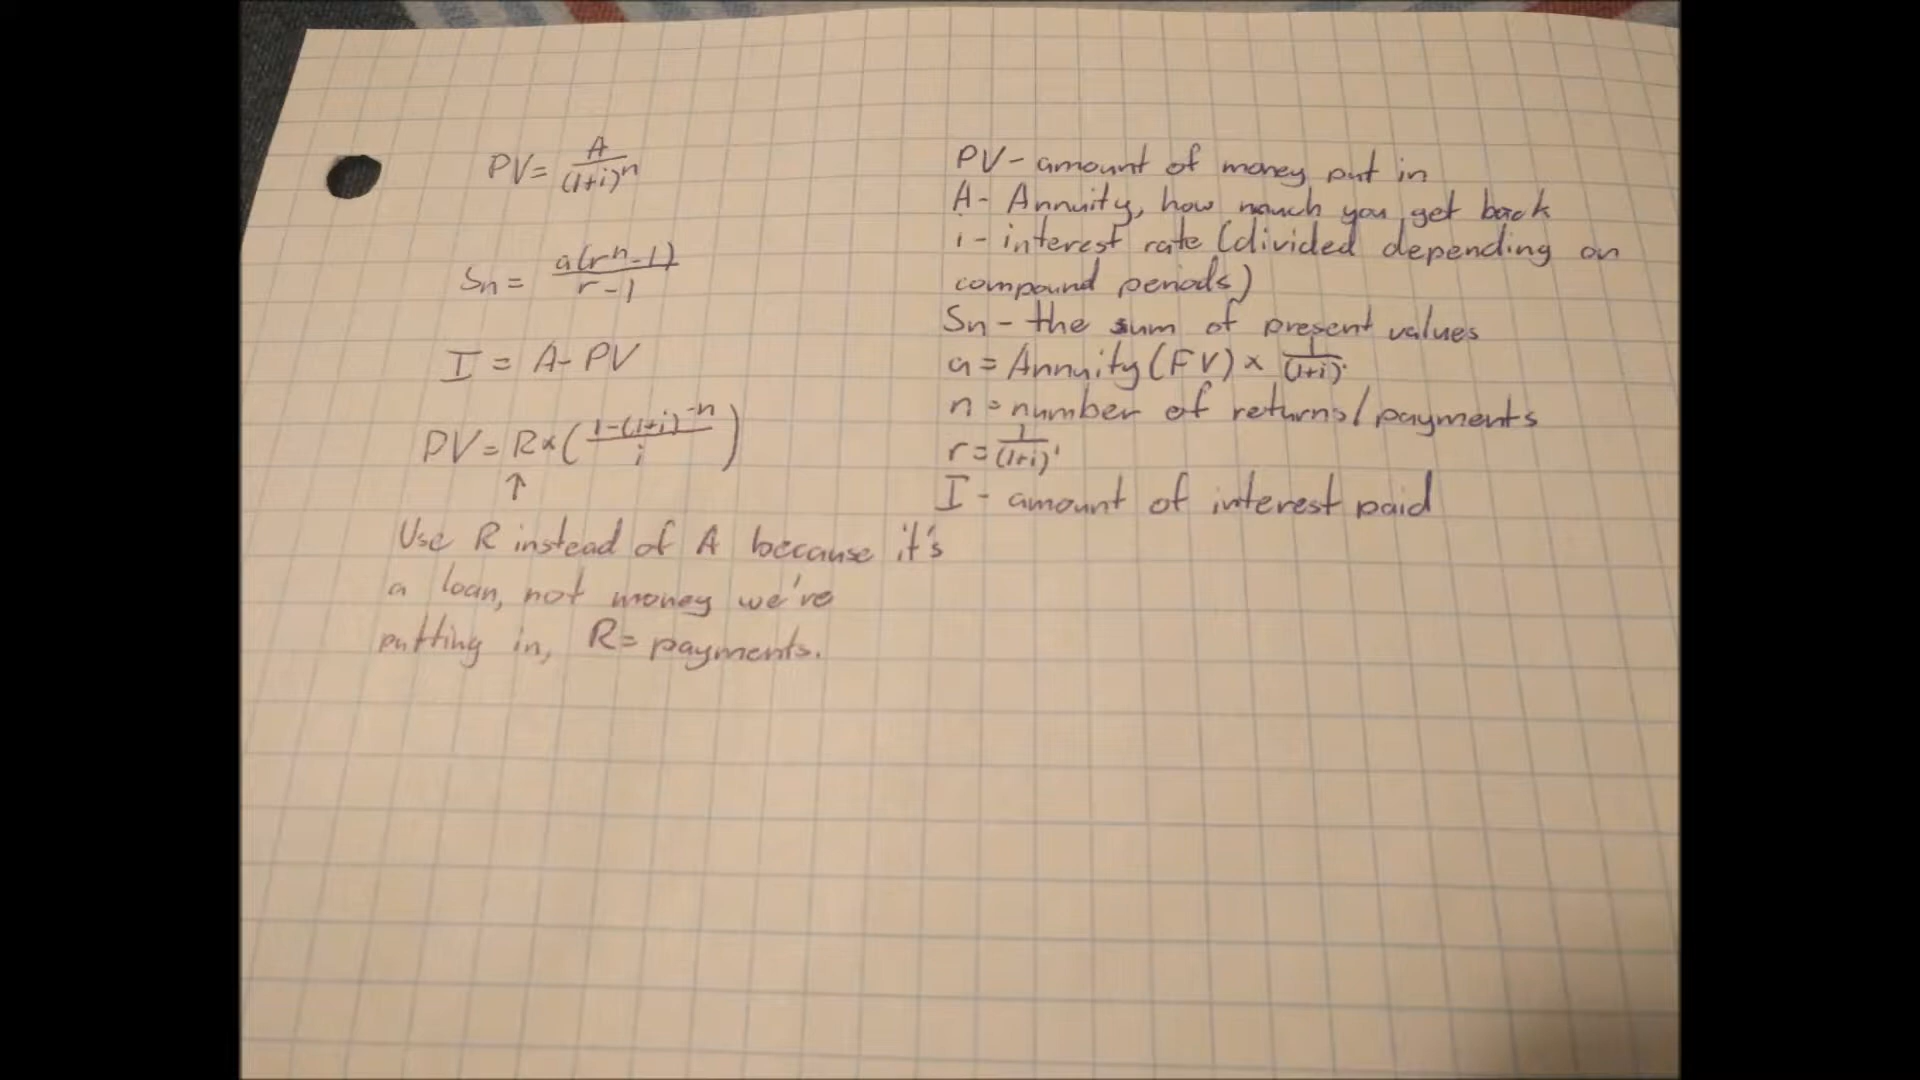 PV = A/(1+i)^n
Sn = a(r^n-1)/r-1
I = A-PV
PV = R×(1-(1+i)^-n/i)
↑
Use R instead of A because it's
a loan, not money we're
putting in, R= payments.
PV - amount of money put in
A - Annuity, how much you get back
i - interest rate (divided depending on
compound periods)
Sn - the sum of present values
a = Annuity (FV) × 1/(1+i)
n = number of returns/payments
r = 1/(1+i)^1
I - amount of interest paid